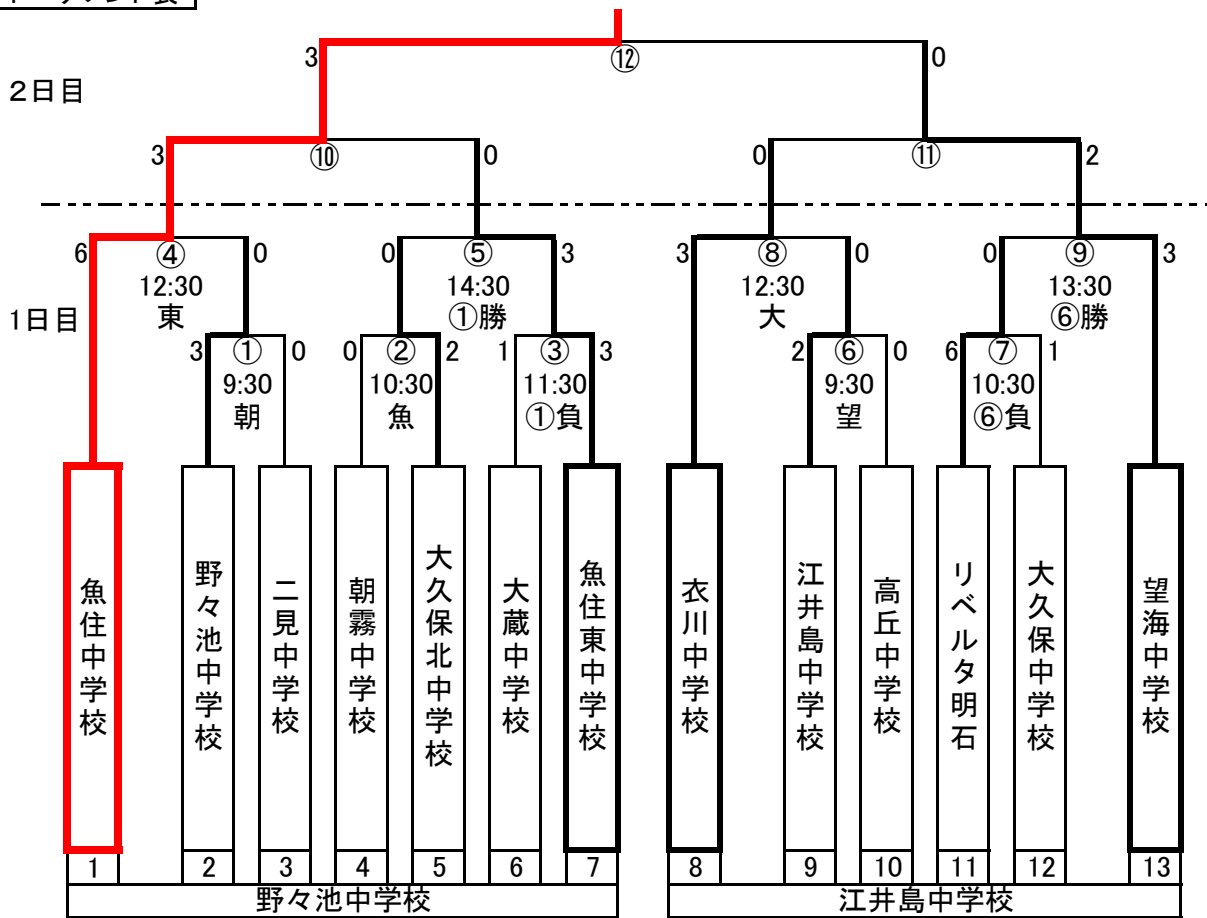 3 ⑫ 0
2日目
3 ⑩ 0 0 ⑪ 2
6 ④ 0 0 ⑤ 3 3 ⑧ 0 0 ⑨ 3
12:30 14:30 12:30 13:30
1日目 東 ①勝 大 ⑥勝
3 ① 0 0 ② 2 1 ③ 3 2 ⑥ 0 6 ⑦ 1
9:30 10:30 11:30 9:30 10:30
朝 魚 ①負 望 ⑥負
魚住中学校
野々池中学校
二見中学校
朝霧中学校
大久保北中学校
大蔵中学校
魚住東中学校
衣川中学校
江井島中学校
高丘中学校
リベルタ明石
大久保中学校
望海中学校
1 2 3 4 5 6 7 8 9 10 11 12 13
野々池中学校 江井島中学校